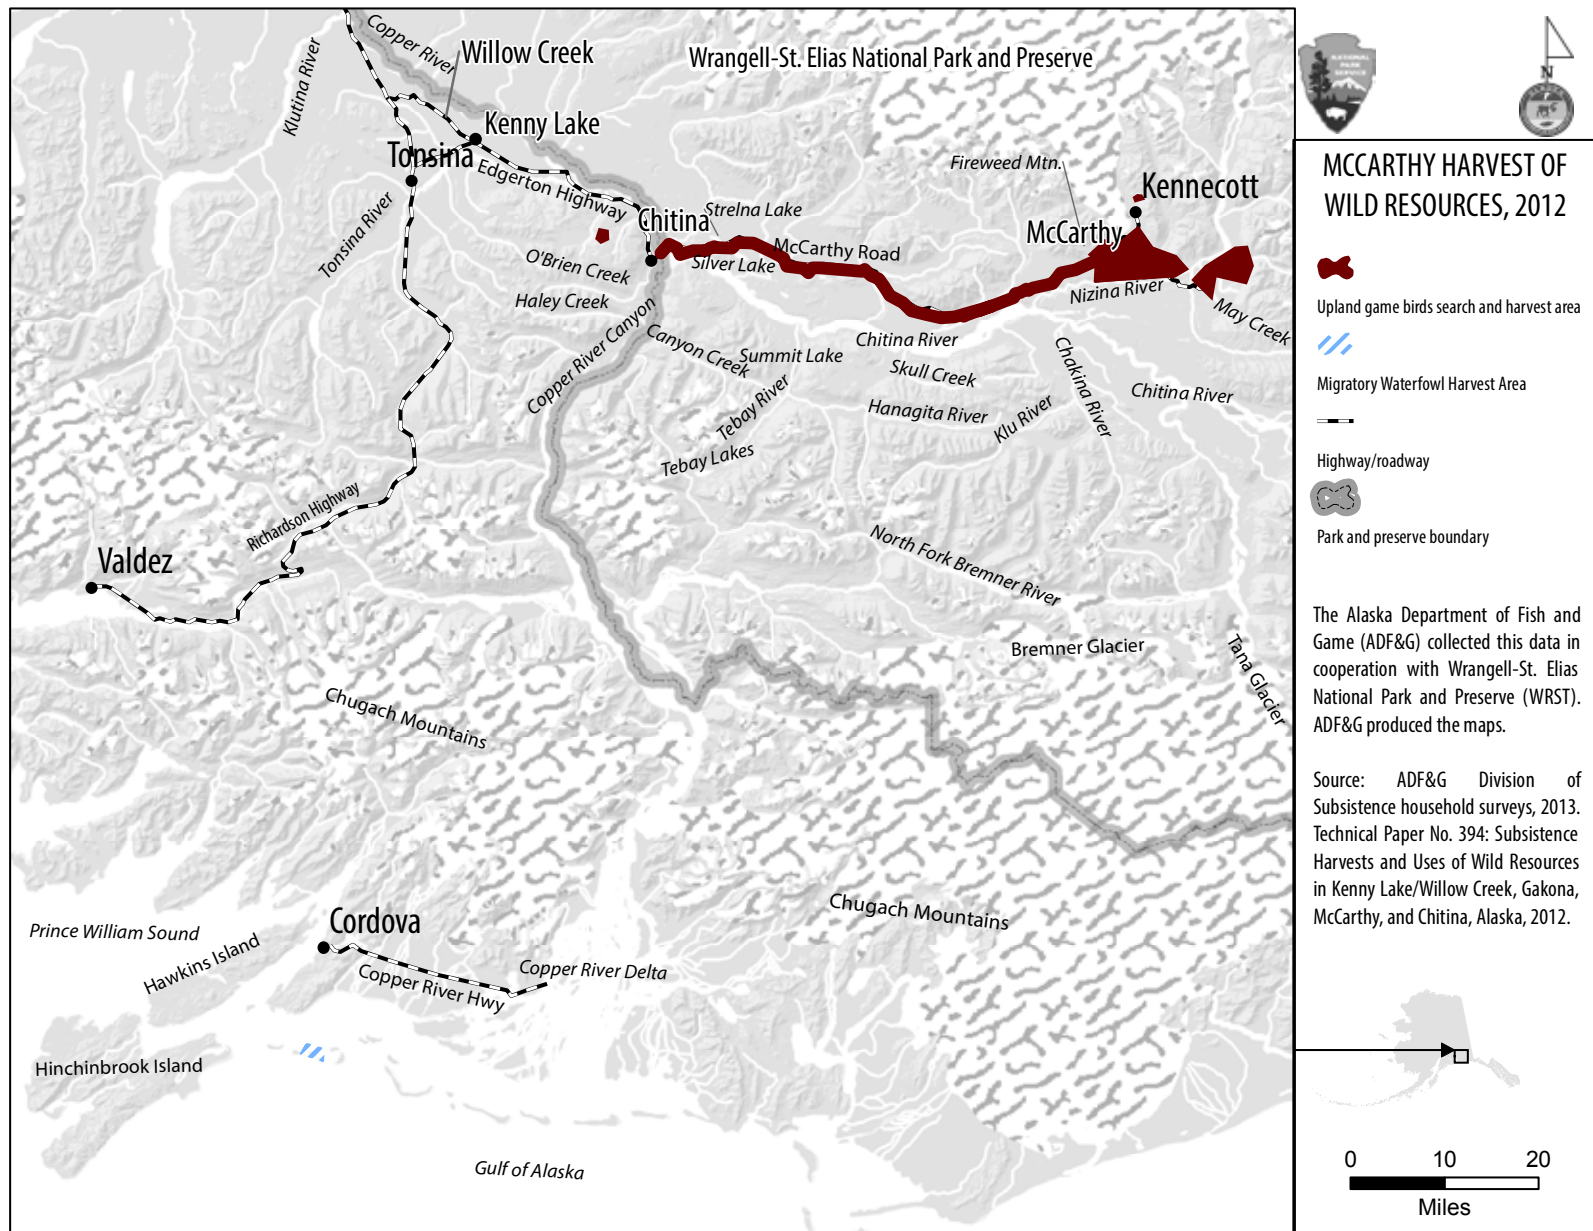 Copper River
Willow Creek
Wrangell-St. Elias National Park and Preserve
Klutina River
Kenny Lake
Tonsina
Edgerton Highway
Fireweed Mtn.
Kennecott
Strelna Lake
Chitina
McCarthy
McCarthy Road
Tonsina River
O'Brien Creek
Silver Lake
Haley Creek
Nizina River
May Creek
Copper River Canyon
Canyon Creek
Summit Lake
Chitina River
Skull Creek
Chakina River
Chitina River
Tebay River
Hanagita River
Klu River
Tebay Lakes
Richardson Highway
Valdez
North Fork Bremner River
Bremner Glacier
Tana Glacier
Chugach Mountains
Chugach Mountains
Cordova
Prince William Sound
Hawkins Island
Copper River Delta
Copper River Hwy
Hinchinbrook Island
Gulf of Alaska
NATIONAL
PARK
SERVICE
N
MCCARTHY HARVEST OF
WILD RESOURCES, 2012
Upland game birds search and harvest area
Migratory Waterfowl Harvest Area
Highway/roadway
Park and preserve boundary
The Alaska Department of Fish and
Game (ADF&G) collected this data in
cooperation with Wrangell-St. Elias
National Park and Preserve (WRST).
ADF&G produced the maps.
Source: ADF&G Division of
Subsistence household surveys, 2013.
Technical Paper No. 394: Subsistence
Harvests and Uses of Wild Resources
in Kenny Lake/Willow Creek, Gakona,
McCarthy, and Chitina, Alaska, 2012.
0 10 20
Miles